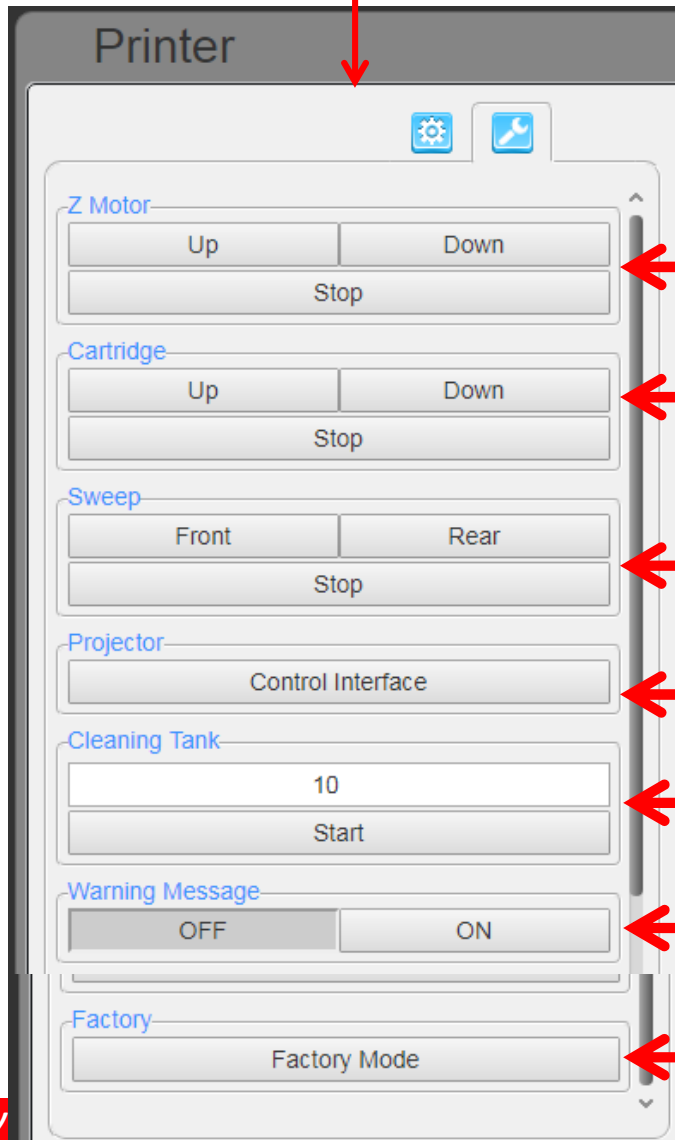 Printer
Z Motor
Up Down
Stop
Cartridge
Up Down
Stop
Sweep
Front Rear
Stop
Projector
Control Interface
Cleaning Tank
10
Start
Warning Message
OFF ON
Factory
Factory Mode